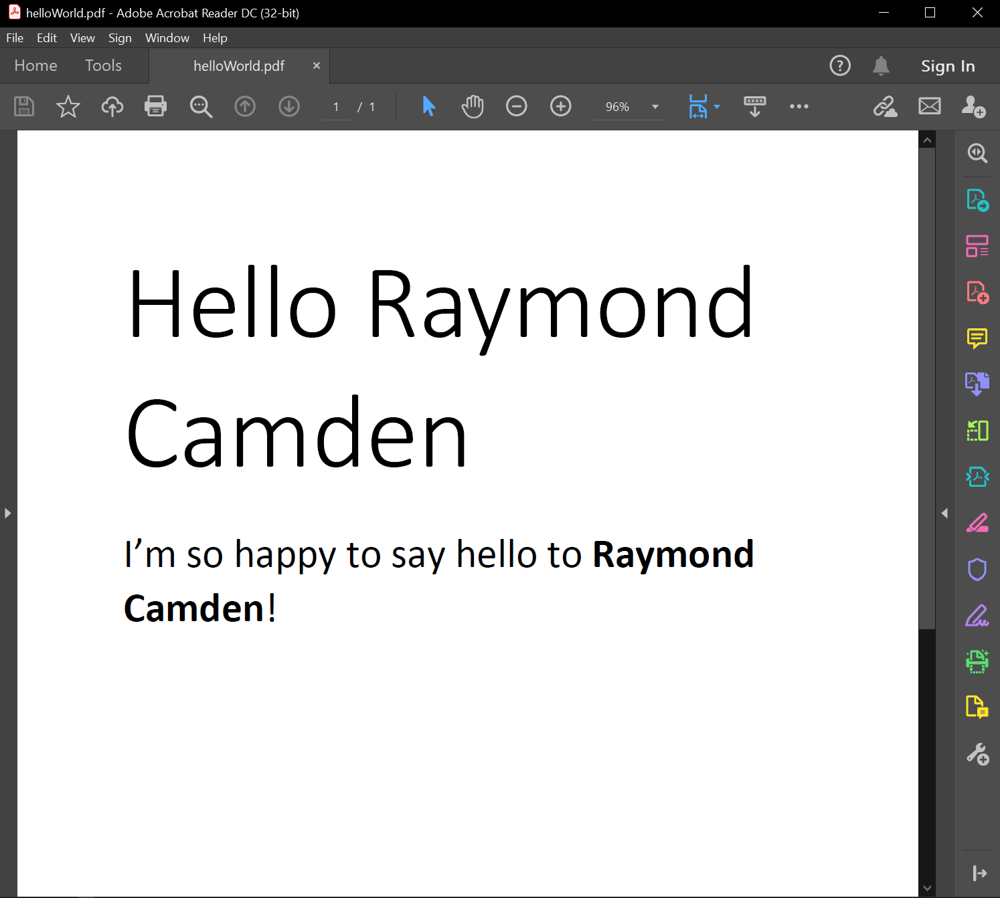 helloWorld.pdf - Adobe Acrobat Reader DC (32-bit)
File Edit View Sign Window Help
Home Tools helloWorld.pdf × Sign In
1 / 1 96%
Hello Raymond
Camden
I’m so happy to say hello to Raymond
Camden!